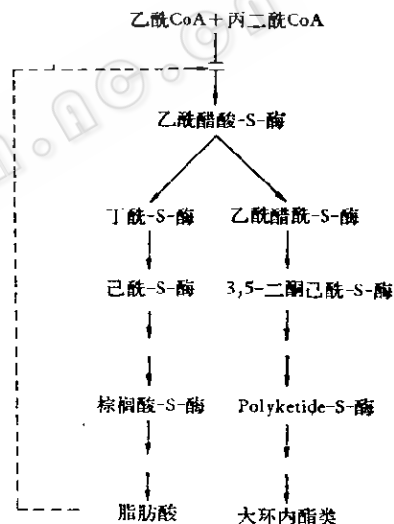 乙酰CoA＋丙二酰CoA
乙酰醋酸-S-酶
丁酰-S-酶 乙酰醋酰-S-酶
己酰-S-酶 3,5-二酮己酰-S-酶
棕榈酸-S-酶 Polyketide-S-酶
脂肪酸 大环内酯类